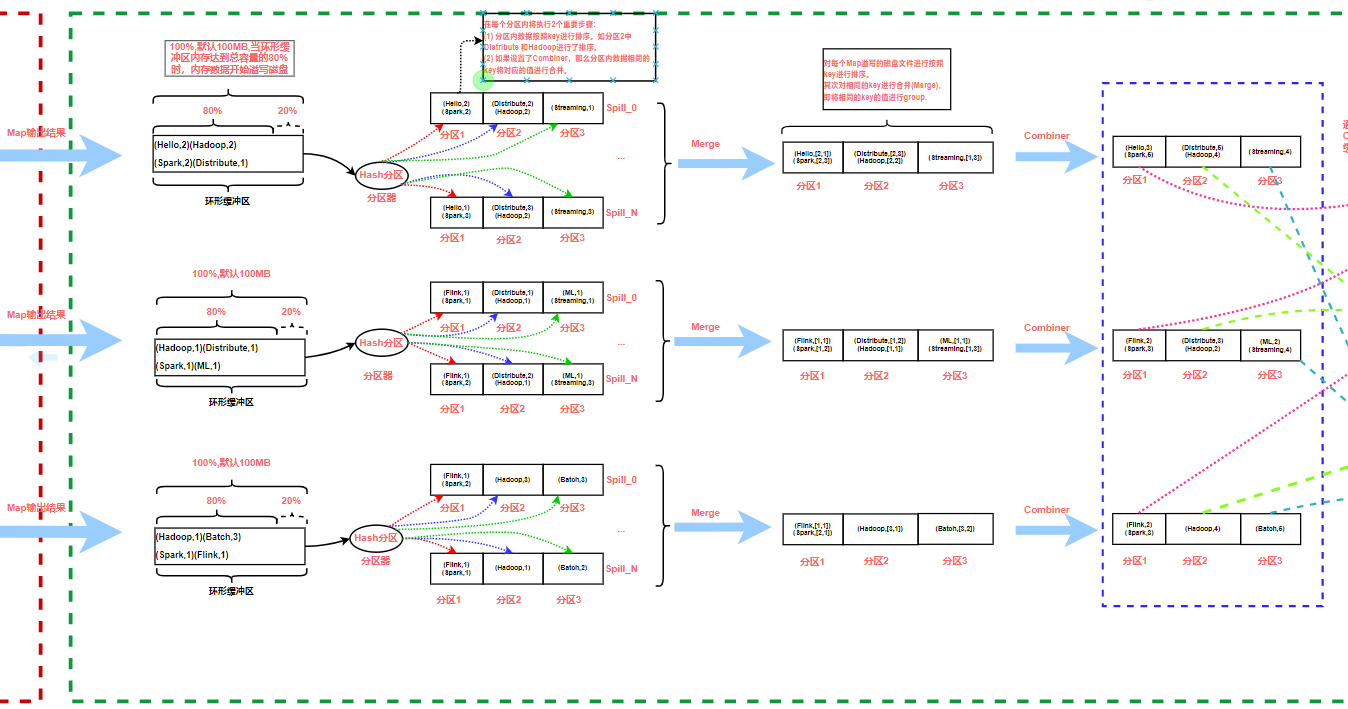 在每个分区内将执行2个重要步骤:
(1) 分区内数据按照key进行排序。如分区2中
Distribute 和Hadoop进行了排序。
(2) 如果设置了Combiner，那么分区内数据相同的
key将对应的值进行合并。
100%,默认100MB,当环形缓
冲区内存达到总容量的80%
时，内存数据开始溢写磁盘
80%
20%
Map输出结果
(Hello,2)(Hadoop,2)
(Spark,2)(Distribute,1)
环形缓冲区
Hash分区
分区器
(Hello,2)
(Spark,2)
(Distribute,2)
(Hadoop,2)
(Streaming,1)
Spill_0
分区1
分区2
分区3
...
(Hello,1)
(Spark,3)
(Distribute,3)
(Hadoop,2)
(Streaming,3)
Spill_N
分区1
分区2
分区3
Merge
对每个Map溢写的磁盘文件进行按照
key进行排序。
其次对相同的key进行合并(Merge),
即将相同的key的值进行group.
(Hello,[2,1])
(Spark,[2,3])
(Distribute,[2,3])
(Hadoop,[2,2])
(Streaming,[1,3])
分区1
分区2
分区3
Combiner
(Hello,3)
(Spark,5)
(Distribute,5)
(Hadoop,4)
(Streaming,4)
分区1
分区2
分区3
100%,默认100MB
80%
20%
Map输出结果
(Hadoop,1)(Distribute,1)
(Spark,1)(ML,1)
环形缓冲区
Hash分区
分区器
(Flink,1)
(Spark,1)
(Distribute,1)
(Hadoop,1)
(ML,1)
(Streaming,1)
Spill_0
分区1
分区2
分区3
...
(Flink,1)
(Spark,2)
(Distribute,2)
(Hadoop,1)
(ML,1)
(Streaming,3)
Spill_N
分区1
分区2
分区3
Merge
(Flink,[1,1])
(Spark,[1,2])
(Distribute,[1,2])
(Hadoop,[1,1])
(ML,[1,1])
(Streaming,[1,3])
分区1
分区2
分区3
Combiner
(Flink,2)
(Spark,3)
(Distribute,3)
(Hadoop,2)
(ML,2)
(Streaming,4)
分区1
分区2
分区3
100%,默认100MB
80%
20%
Map输出结果
(Hadoop,1)(Batch,3)
(Spark,1)(Flink,1)
环形缓冲区
Hash分区
分区器
(Flink,1)
(Spark,2)
(Hadoop,3)
(Batch,3)
Spill_0
分区1
分区2
分区3
...
(Flink,1)
(Spark,1)
(Hadoop,1)
(Batch,2)
Spill_N
分区1
分区2
分区3
Merge
(Flink,[1,1])
(Spark,[2,1])
(Hadoop,[3,1])
(Batch,[3,2])
分区1
分区2
分区3
Combiner
(Flink,2)
(Spark,3)
(Hadoop,4)
(Batch,5)
分区1
分区2
分区3